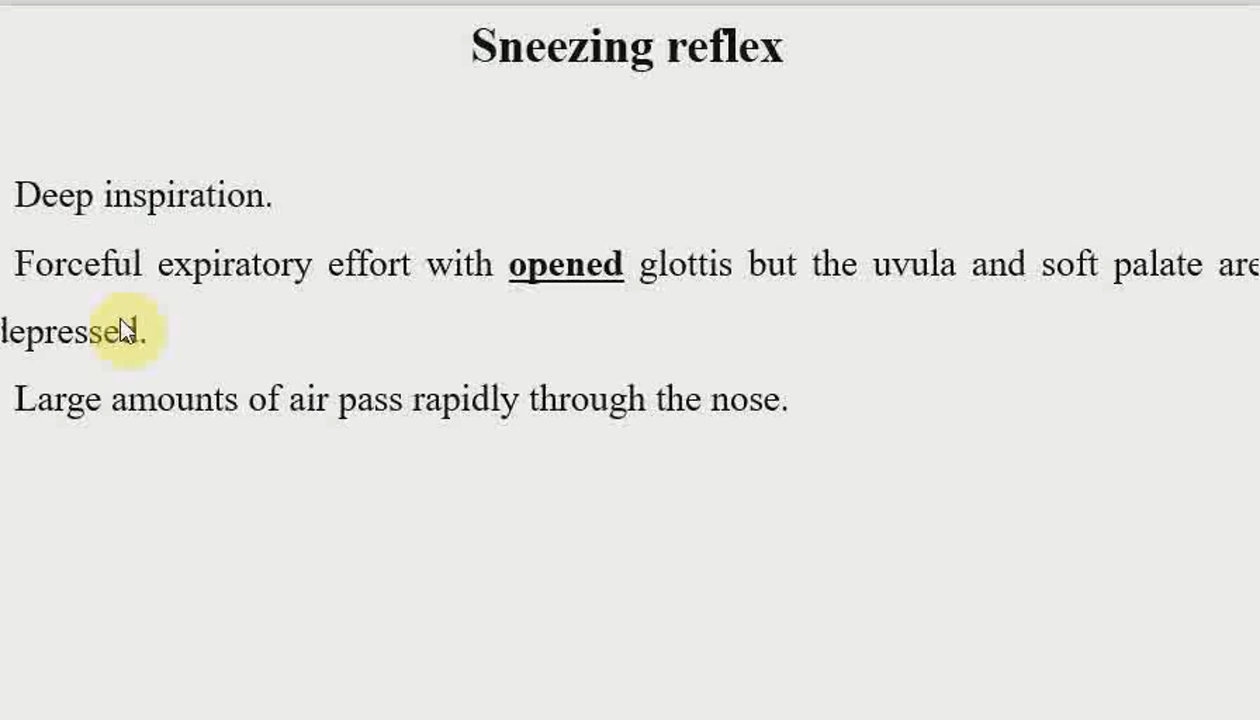 Sneezing reflex
Deep inspiration.
Forceful expiratory effort with opened glottis but the uvula and soft palate are
depressed.
Large amounts of air pass rapidly through the nose.